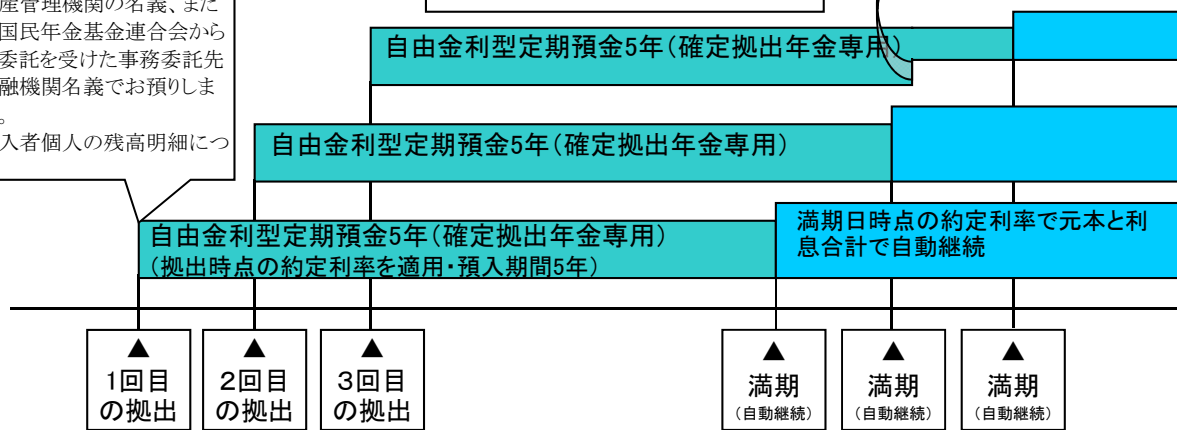 産管理機関の名義、また
国民年金基金連合会から
委託を受けた事務委託先
融機関名義でお預りしま
。
入者個人の残高明細につ
自由金利型定期預金5年(確定拠出年金専用)
自由金利型定期預金5年(確定拠出年金専用)
自由金利型定期預金5年(確定拠出年金専用)
(拠出時点の約定利率を適用・預入期間5年)
満期日時点の約定利率で元本と利
息合計で自動継続
▲
1回目
の拠出
▲
2回目
の拠出
▲
3回目
の拠出
▲
満期
(自動継続)
▲
満期
(自動継続)
▲
満期
(自動継続)